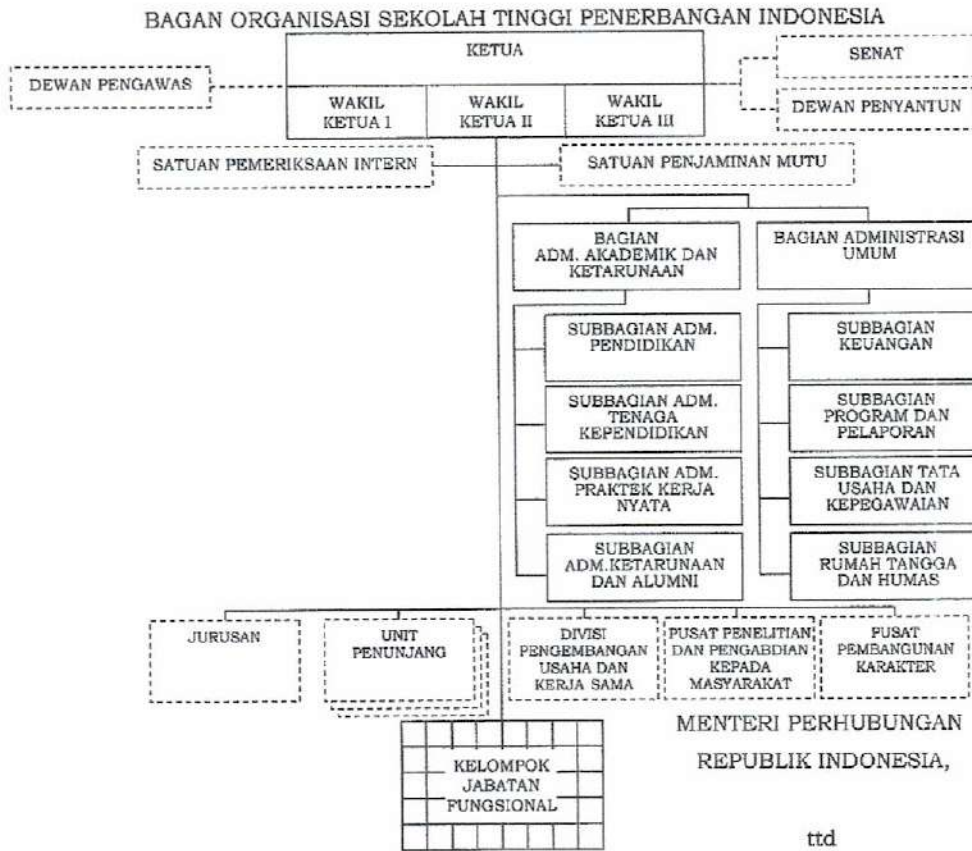 BAGAN ORGANISASI SEKOLAH TINGGI PENERBANGAN INDONESIA
KETUA
SENAT
DEWAN PENGAWAS
WAKIL
KETUA I
WAKIL
KETUA II
WAKIL
KETUA III
DEWAN PENYANTUN
SATUAN PEMERIKSAAN INTERN
SATUAN PENJAMINAN MUTU
BAGIAN
ADM. AKADEMIK DAN
KETARUNAAN
BAGIAN ADMINISTRASI
UMUM
SUBBAGIAN ADM.
PENDIDIKAN
SUBBAGIAN
KEUANGAN
SUBBAGIAN ADM.
TENAGA
KEPENDIDIKAN
SUBBAGIAN
PROGRAM DAN
PELAPORAN
SUBBAGIAN ADM.
PRAKTEK KERJA
NYATA
SUBBAGIAN TATA
USAHA DAN
KEPEGAWAIAN
SUBBAGIAN
ADM.KETARUNAAN
DAN ALUMNI
SUBBAGIAN
RUMAH TANGGA
DAN HUMAS
JURUSAN
UNIT
PENUNJANG
DIVISI
PENGEMBANGAN
USAHA DAN
KERJA SAMA
PUSAT PENELITIAN
DAN PENGABDIAN
KEPADA
MASYARAKAT
PUSAT
PEMBANGUNAN
KARAKTER
MENTERI PERHUBUNGAN
REPUBLIK INDONESIA,
KELOMPOK
JABATAN
FUNGSIONAL
ttd